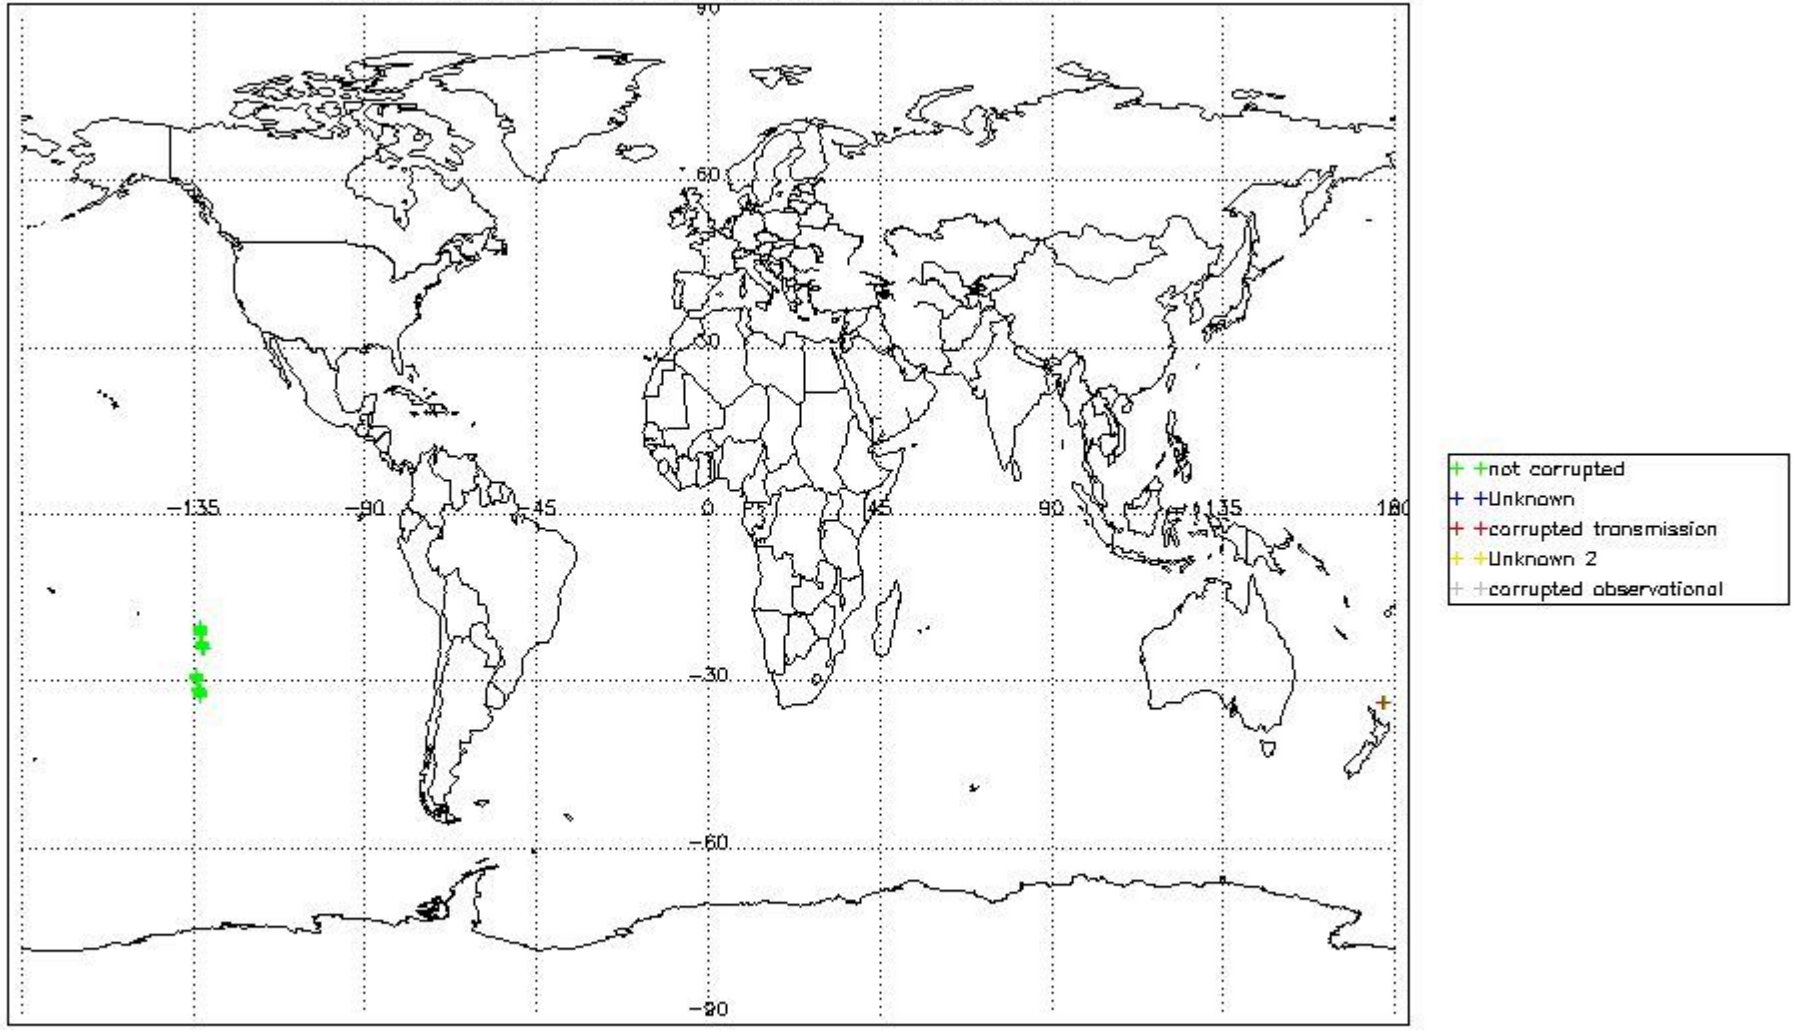 90
60
30
-135 -90 -45 0 45 90 135 180
-30
-60
-90
not corrupted
Unknown
corrupted transmission
Unknown 2
corrupted observational